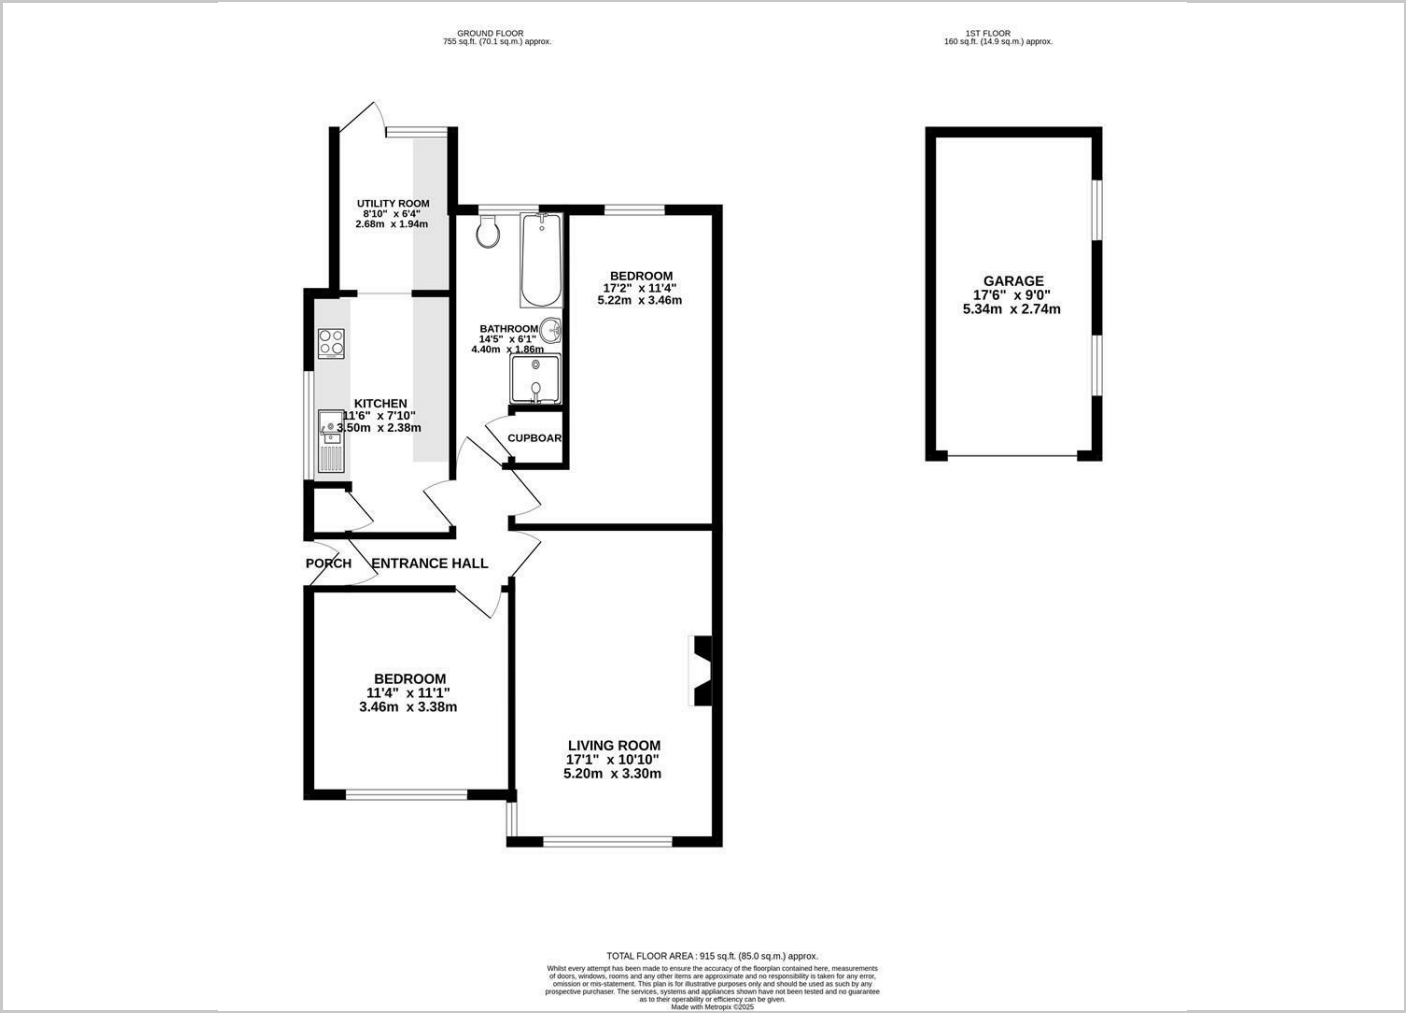 GROUND FLOOR
755 sq.ft. (70.1 sq.m.) approx.
1ST FLOOR
160 sq.ft. (14.9 sq.m.) approx.
UTILITY ROOM
8'10" x 6'4"
2.68m x 1.94m
BEDROOM
17'2" x 11'4"
5.22m x 3.46m
GARAGE
17'6" x 9'0"
5.34m x 2.74m
BATHROOM
14'5" x 6'1"
4.40m x 1.86m
KITCHEN
11'6" x 7'10"
3.50m x 2.38m
CUPBOAR
PORCH
ENTRANCE HALL
BEDROOM
11'4" x 11'1"
3.46m x 3.38m
LIVING ROOM
17'1" x 10'10"
5.20m x 3.30m
TOTAL FLOOR AREA : 915 sq.ft. (85.0 sq.m.) approx.
Whilst every attempt has been made to ensure the accuracy of the floorplan contained here, measurements
of doors, windows, rooms and any other items are approximate and no responsibility is taken for any error,
omission or mis-statement. This plan is for illustrative purposes only and should be used as such by any
prospective purchaser. The services, systems and appliances shown have not been tested and no guarantee
as to their operability or efficiency can be given.
Made with Metropix ©2025